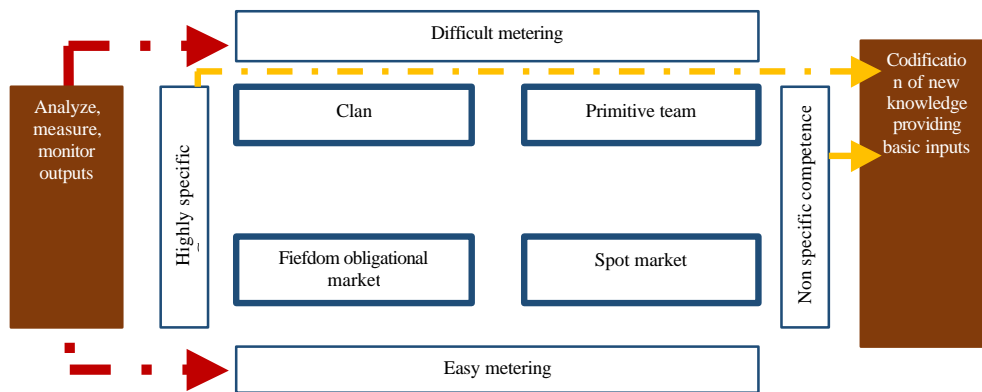 Difficult metering
Analyze,
measure,
monitor
outputs
Highly specific
Clan
Primitive team
Fiefdom obligational
market
Spot market
Non specific competence
Codificatio
n of new
knowledge
providing
basic inputs
Easy metering